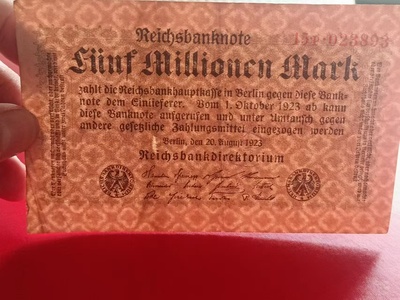 Reichsbanknote
Fünf Millionen Mark
zahlt die Reichsbankhauptkasse in Berlin gegen diese Bank-
note dem Einlieferer. Vom 1. Oktober 1923 ab kann
diese Banknote aufgerufen und unter Umtausch gegen
andere gesetzliche Zahlungsmittel eingezogen werden
Berlin, den 20. August 1923
Reichsbankdirektorium